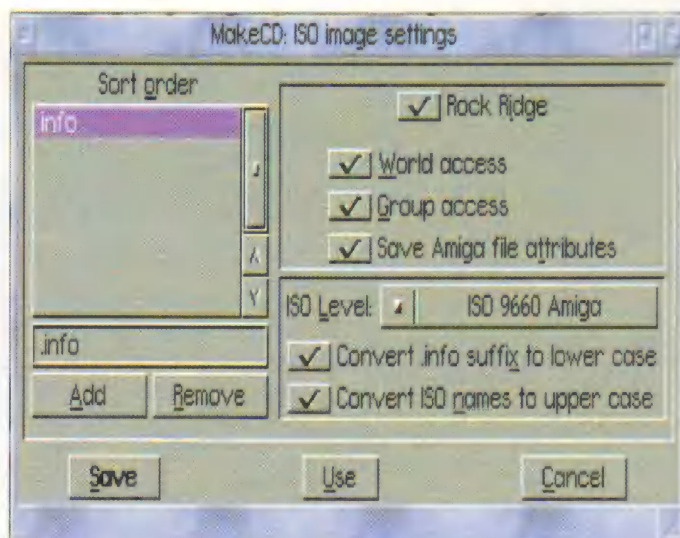 MakeCD: ISO image settings
Sort order
.info
.info
Add
Remove
Rock Ridge
World access
Group access
Save Amiga file attributes
ISO Level:
ISO 9660 Amiga
Convert .info suffix to lower case
Convert ISO names to upper case
Save
Use
Cancel